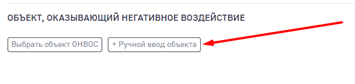 ОБЪЕКТ, ОКАЗЫВАЮЩИЙ НЕГАТИВНОЕ ВОЗДЕЙСТВИЕ
Выбрать объект ОНВОС + Ручной ввод объекта